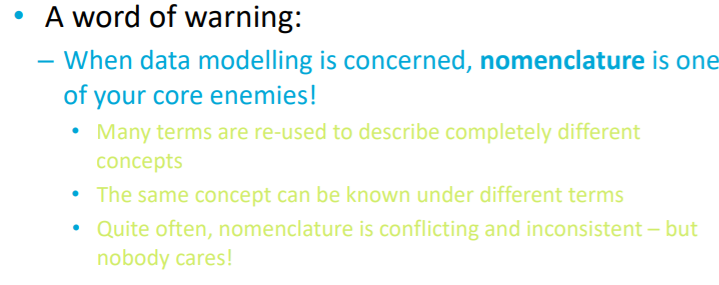 • A word of warning:
– When data modelling is concerned, nomenclature is one
of your core enemies!
• Many terms are re-used to describe completely different
concepts
• The same concept can be known under different terms
• Quite often, nomenclature is conflicting and inconsistent – but
nobody cares!